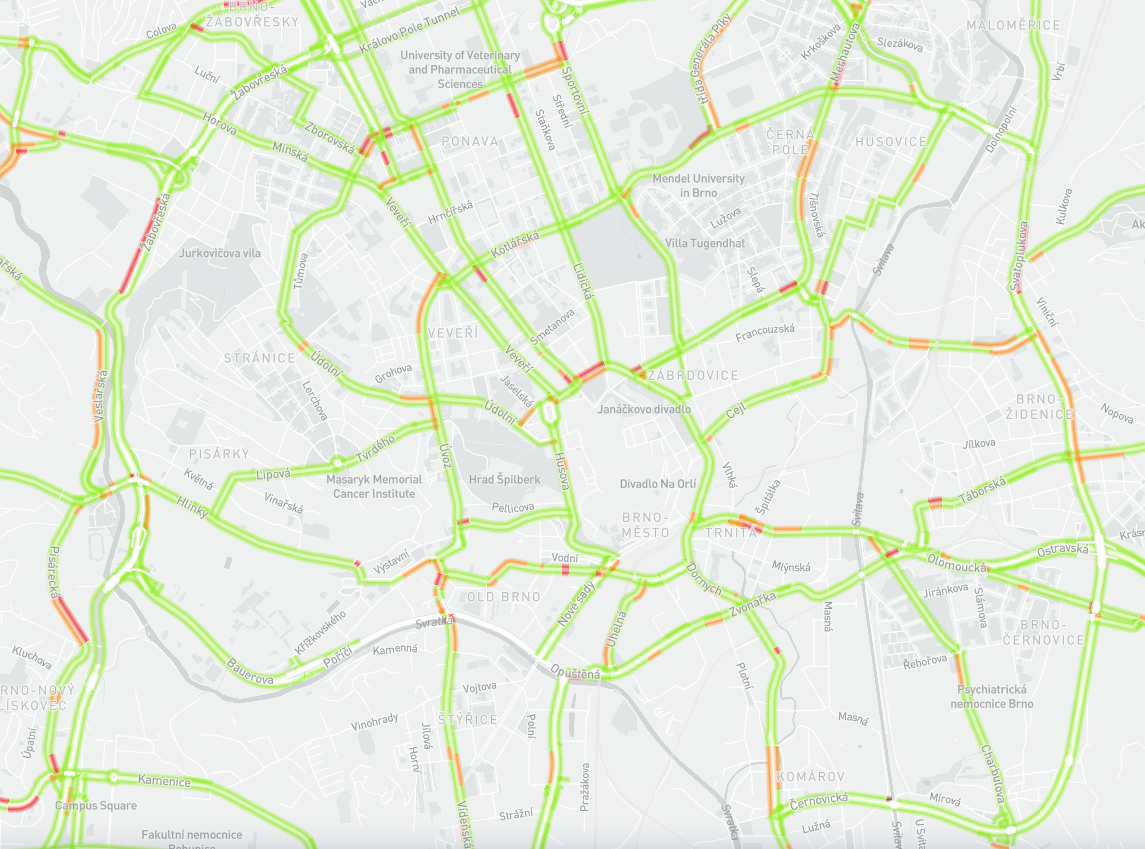 BRNO-
ŽABOVŘESKY
Colova
Královo Pole Tunnel
University of Veterinary
and Pharmaceutical
Sciences
třída Generála Píky
Krkoškova
Merhautova
Slezákova
MALOMĚŘICE
Vrbí
Luční
Žabovřeská
Sportovní
Střední
Staňkova
Horova
Zborovská
Minská
PONAVA
ČERNÁ
POLE
HUSOVICE
Dolnopolní
Mendel University
in Brno
Veveří
Hrnčířská
Lužova
Tišnovská
Kulkova
Žabovřeská
Jurkovičova vila
Kotlářská
Villa Tugendhat
Svatoplukova
Svitava
Tůmova
Lidická
Slepá
Viniční
Smetanova
Francouzská
VEVEŘÍ
STRÁNICE
Údolní
Veveří
Grohova
Jaselská
ZÁBRDOVICE
Lerchova
Veslařská
Údolní
Janáčkovo divadlo
Cejl
BRNO-
ŽIDENICE
Nopova
PISÁRKY
Tvrdého
Úvoz
Jílkova
Lipová
Květná
Masaryk Memorial
Cancer Institute
Hrad Špilberk
Husova
Divadlo Na Orlí
Vlhká
Špitálka
Svitava
Táborská
Vinařská
Hlinky
Pellicova
BRNO-
MĚSTO
TRNITÁ
Pisárecká
Výstavní
Vodní
Olomoucká
Ostravská
Mlýnská
Dornych
OLD BRNO
Nové sady
Zvonařka
Jiránkova
Slámova
Masná
Uhelná
Svratka
BRNO-
ČERNOVICE
Křížkovského
Poříčí
Kamenná
Kluchova
Bauerova
Opuštěná
Řehořova
Plotní
Vojtova
Psychiatrická
nemocnice Brno
LÍSKOVEC
Vinohrady
ŠTÝŘICE
Jílová
Polní
Masná
Úpatní
Horní
Charbulova
Pražákova
KOMÁROV
Kamenice
Campus Square
Vídeňská
Strážní
Černovická
Mírová
Lužná
Svratka
Fakultní nemocnice